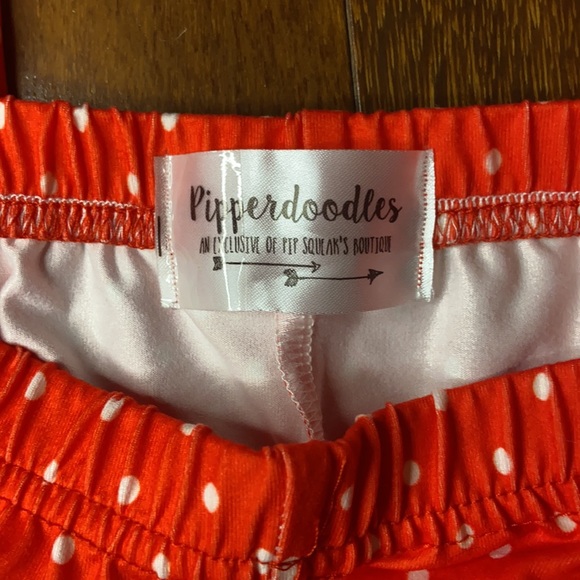 Pipperdoodles
AN EXCLUSIVE OF PIP SQUEAK'S BOUTIQUE